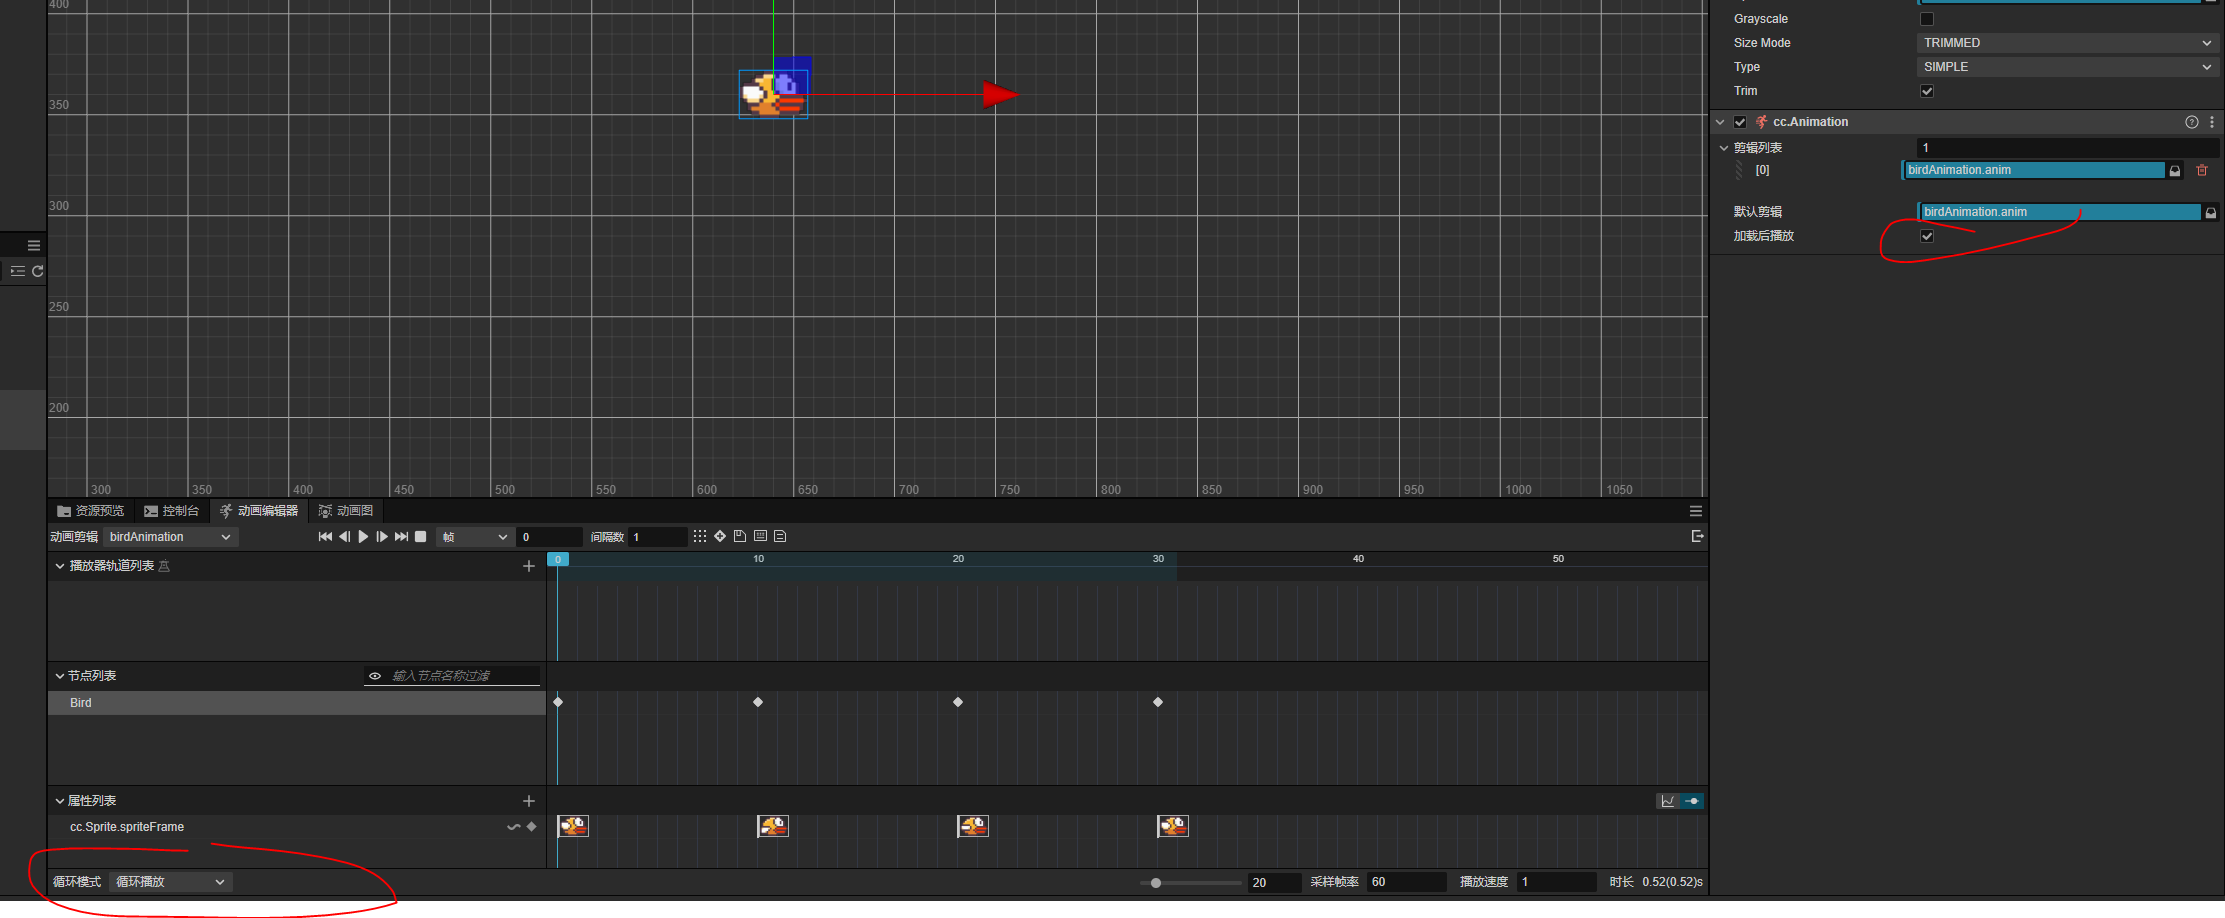 400
350
300
250
200
300 350 400 450 500 550 600 650 700 750 800 850 900 950 1000 1050
Grayscale
Size Mode TRIMMED
Type SIMPLE
Trim
cc.Animation
剪辑列表 1
[0] birdAnimation.anim
默认剪辑 birdAnimation.anim
加载后播放
资源预览 控制台 动画编辑器 动画图
动画剪辑 birdAnimation 帧 0 间隔数 1
播放器轨道列表 0 10 20 30 40 50
节点列表 输入节点名称过滤
Bird
属性列表
cc.Sprite.spriteFrame
循环模式 循环播放 20 采样帧率 60 播放速度 1 时长 0.52(0.52)s